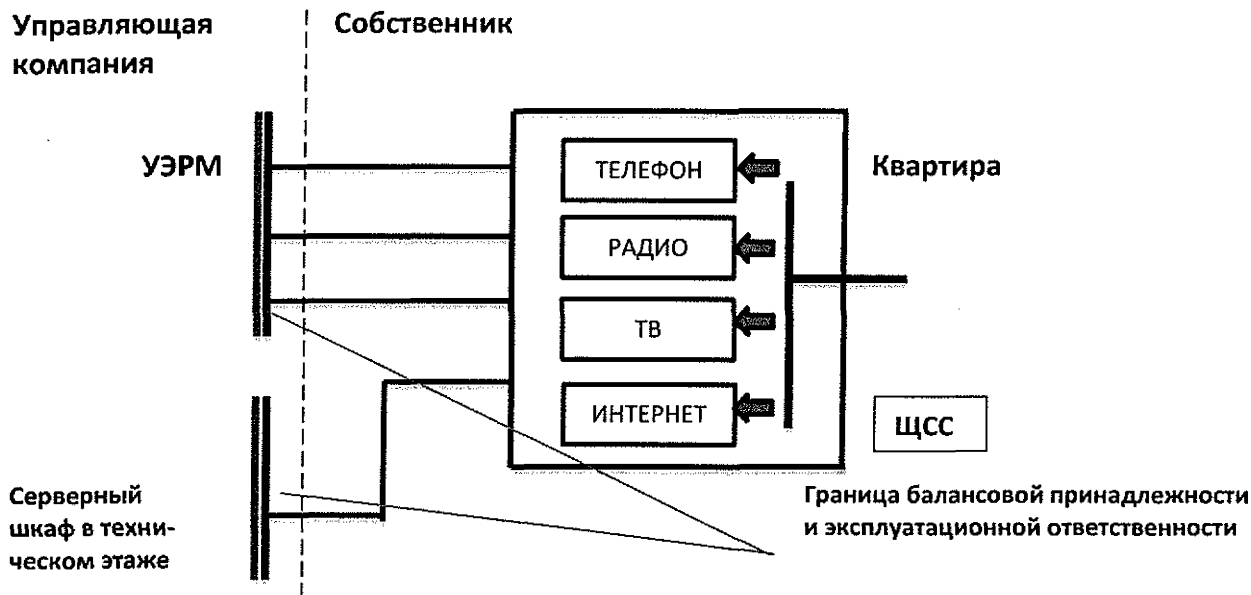 Управляющая
компания
Собственник
УЭРМ
ТЕЛЕФОН
Квартира
РАДИО
ТВ
ИНТЕРНЕТ
ЩСС
Серверный
шкаф в техни-
ческом этаже
Граница балансовой принадлежности
и эксплуатационной ответственности